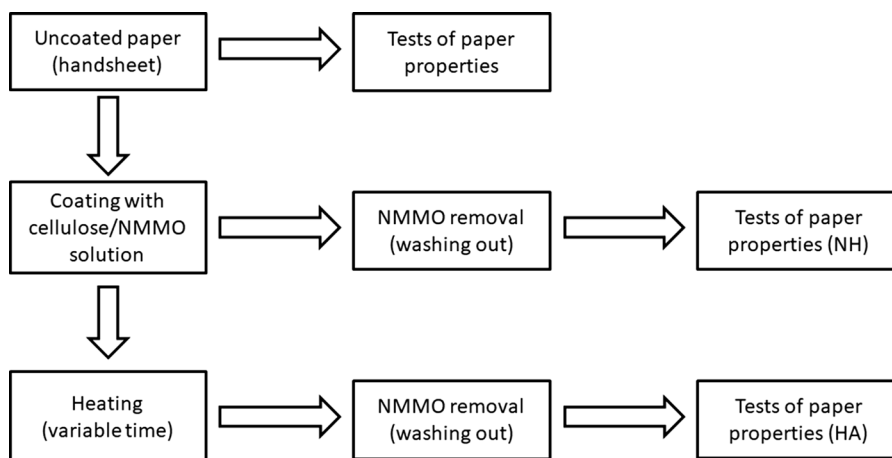 Uncoated paper
(handsheet)
Tests of paper
properties
Coating with
cellulose/NMMO
solution
NMMO removal
(washing out)
Tests of paper
properties (NH)
Heating
(variable time)
NMMO removal
(washing out)
Tests of paper
properties (HA)